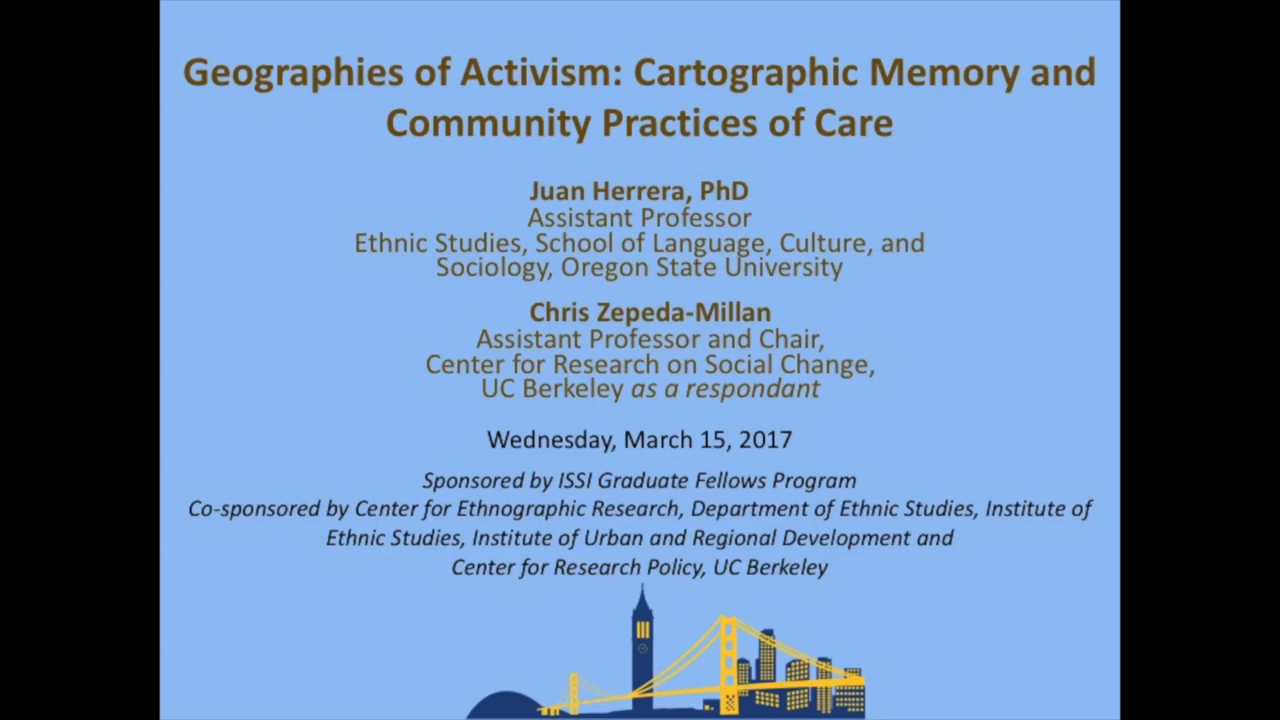 Geographies of Activism: Cartographic Memory and
Community Practices of Care
Juan Herrera, PhD
Assistant Professor
Ethnic Studies, School of Language, Culture, and
Sociology, Oregon State University
Chris Zepeda-Millan
Assistant Professor and Chair,
Center for Research on Social Change,
UC Berkeley as a respondant
Wednesday, March 15, 2017
Sponsored by ISSI Graduate Fellows Program
Co-sponsored by Center for Ethnographic Research, Department of Ethnic Studies, Institute of
Ethnic Studies, Institute of Urban and Regional Development and
Center for Research Policy, UC Berkeley